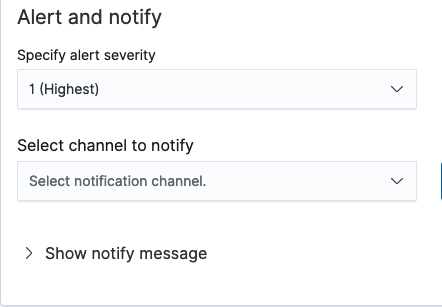 Alert and notify
Specify alert severity
1 (Highest)
Select channel to notify
Select notification channel.
Show notify message